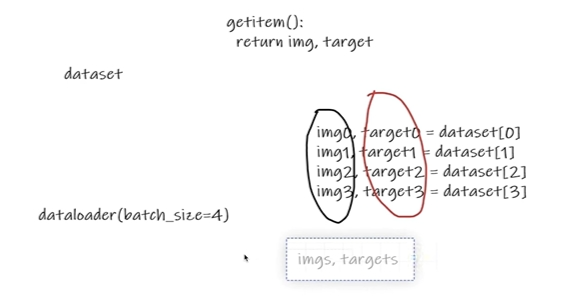 getitem():
return img, target
dataset
img0, target0 = dataset[0]
img1, target1 = dataset[1]
img2, target2 = dataset[2]
img3, target3 = dataset[3]
dataloader(batch_size=4)
imgs, targets